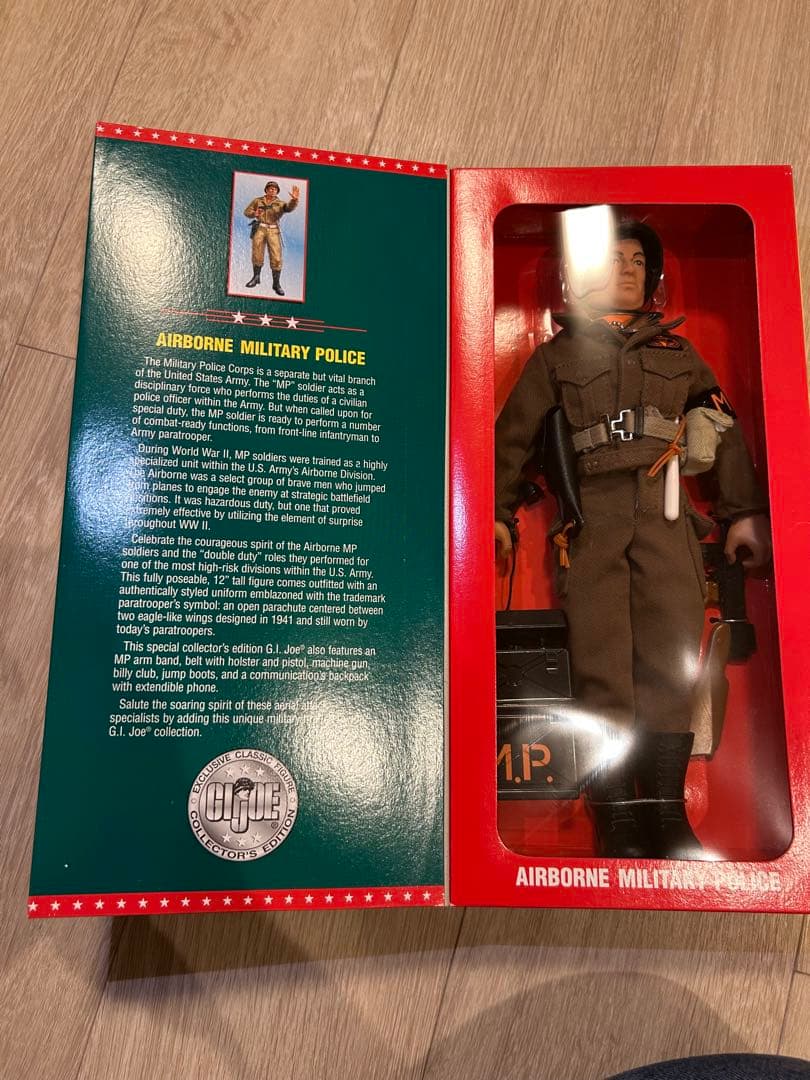 AIRBORNE MILITARY POLICE
The Military Police Corps is a separate but vital branch
of the United States Army. The "MP" soldier acts as a
disciplinary force who performs the duties of a civilian
police officer within the Army. But when called upon for
special duty, the MP soldier is ready to perform a number
of combat-ready functions, from front-line infantryman to
Army paratrooper.
During World War II, MP soldiers were trained as a highly
specialized unit within the U.S. Army's Airborne Division.
Airborne was a select group of brave men who jumped
from planes to engage the enemy at strategic battlefield
It was hazardous duty, but one that proved
extremely effective by utilizing the element of surprise
throughout WW II.
Celebrate the courageous spirit of the Airborne MP
soldiers and the "double duty" roles they performed for
one of the most high-risk divisions within the U.S. Army.
This fully poseable, 12" tall figure comes outfitted with an
authentically styled uniform emblazoned with the trademark
paratrooper's symbol: an open parachute centered between
two eagle-like wings designed in 1941 and still worn by
today's paratroopers.
This special collector's edition G.I. Joe® also features an
MP arm band, belt with holster and pistol, machine gun,
billy club, jump boots, and a communications backpack
with extendible phone.
Salute the soaring spirit of these
specialists by adding this unique military
G.I. Joe® collection.
EXCLUSIVE CLASSIC FIGURE
GIJOE®
COLLECTOR'S EDITION
M
M.P.
AIRBORNE MILITARY POLICE